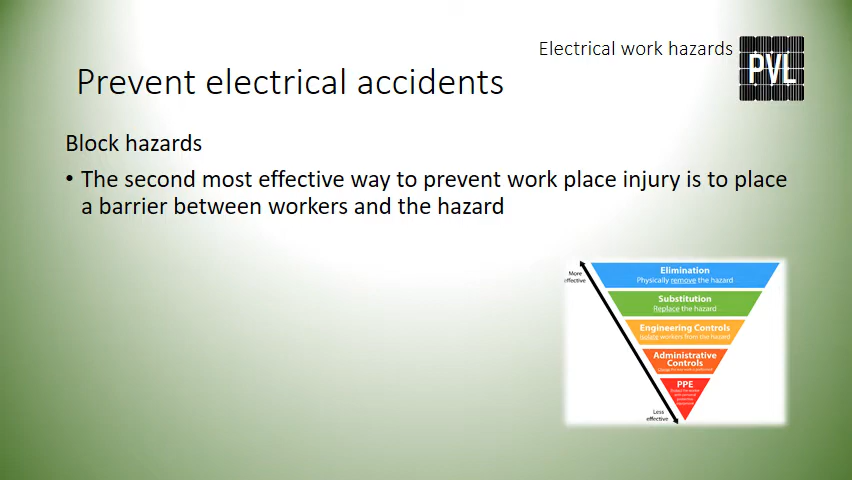 Electrical work hazards
PVL
Prevent electrical accidents
Block hazards
• The second most effective way to prevent work place injury is to place
a barrier between workers and the hazard
More
effective
Elimination
Physically remove the hazard
Substitution
Replace the hazard
Engineering Controls
Isolate workers from the hazard
Administrative
Controls
PPE
Less
effective